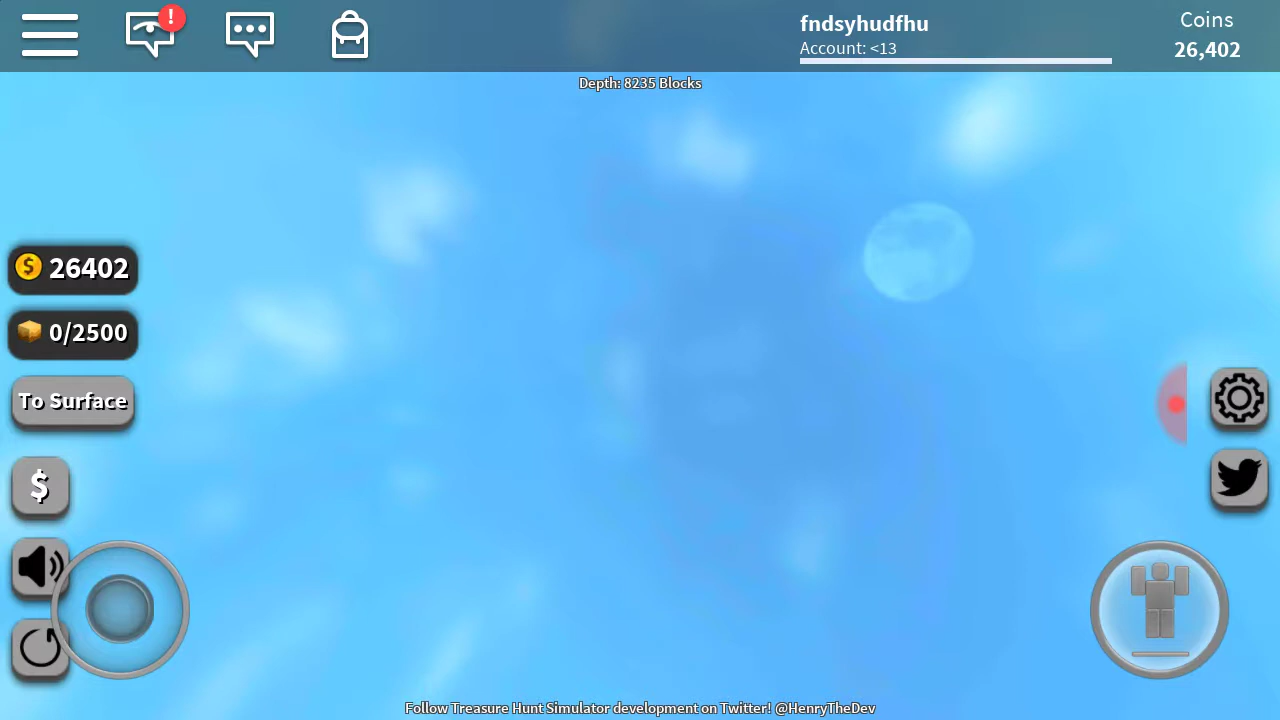 fndsyhudfhu
Account: <13
Coins
26,402
Depth: 8235 Blocks
26402
0/2500
To Surface
$
Follow Treasure Hunt Simulator development on Twitter! @HenryTheDev